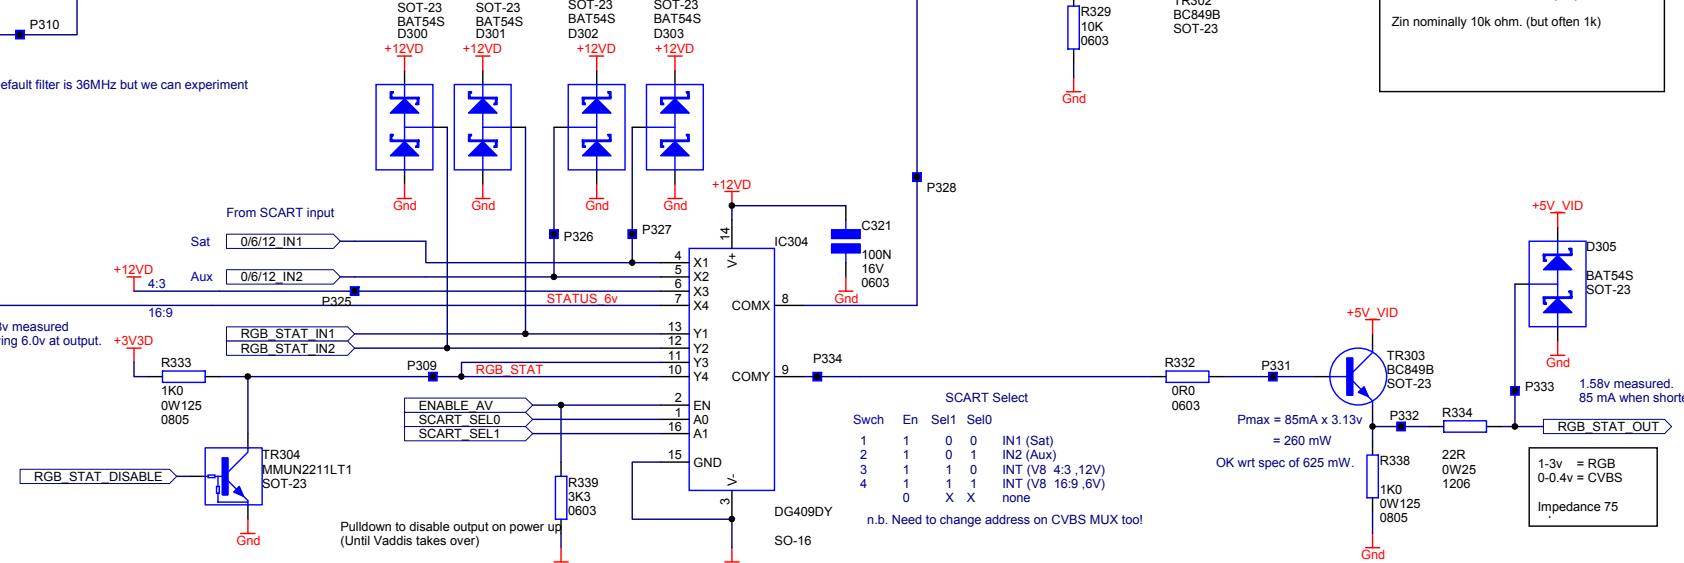 SOT-23
BAT54S
D300
+12VD
SOT-23
BAT54S
D301
+12VD
SOT-23
BAT54S
D302
+12VD
SOT-23
BAT54S
D303
+12VD
P310
R329
10K
0603
Gnd
BC849B
SOT-23
Zin nominally 10k ohm. (but often 1k)
efault filter is 36MHz but we can experiment
Gnd
Gnd
Gnd
Gnd
+12VD
P328
From SCART input
Sat
0/6/12_IN1
Aux
0/6/12_IN2
P326
P327
14
V+
IC304
C321
100N
16V
0603
Gnd
+12VD
4:3
P325
STATUS_6v
16:9
4 X1
5 X2
6 X3
7 X4
COMX 8
v measured
ing 6.0v at output.
+3V3D
RGB_STAT_IN1
RGB_STAT_IN2
13 Y1
12 Y2
11 Y3
10 Y4
COMY 9
R333
1K0
0W125
0805
P309
RGB_STAT
P334
ENABLE_AV
SCART_SEL0
SCART_SEL1
2 EN
1 A0
16 A1
15 GND
V-
3
DG409DY
SO-16
RGB_STAT_DISABLE
TR304
MMUN2211LT1
SOT-23
Gnd
R339
3K3
0603
Pulldown to disable output on power up
(Until Vaddis takes over)
SCART Select
Swch En Sel1 Sel0
1 1 0 0 IN1 (Sat)
2 1 0 1 IN2 (Aux)
3 1 1 0 INT (V8 4:3 ,12V)
4 1 1 1 INT (V8 16:9 ,6V)
0 X X none
n.b. Need to change address on CVBS MUX too!
R332
0R0
0603
P331
+5V_VID
TR303
BC849B
SOT-23
Pmax = 85mA x 3.13v
= 260 mW
OK wrt spec of 625 mW.
P332
R334
22R
0W25
1206
R338
1K0
0W125
0805
Gnd
+5V_VID
D305
BAT54S
SOT-23
Gnd
P333
1.58v measured.
85 mA when shorte
RGB_STAT_OUT
1-3v = RGB
0-0.4v = CVBS
Impedance 75